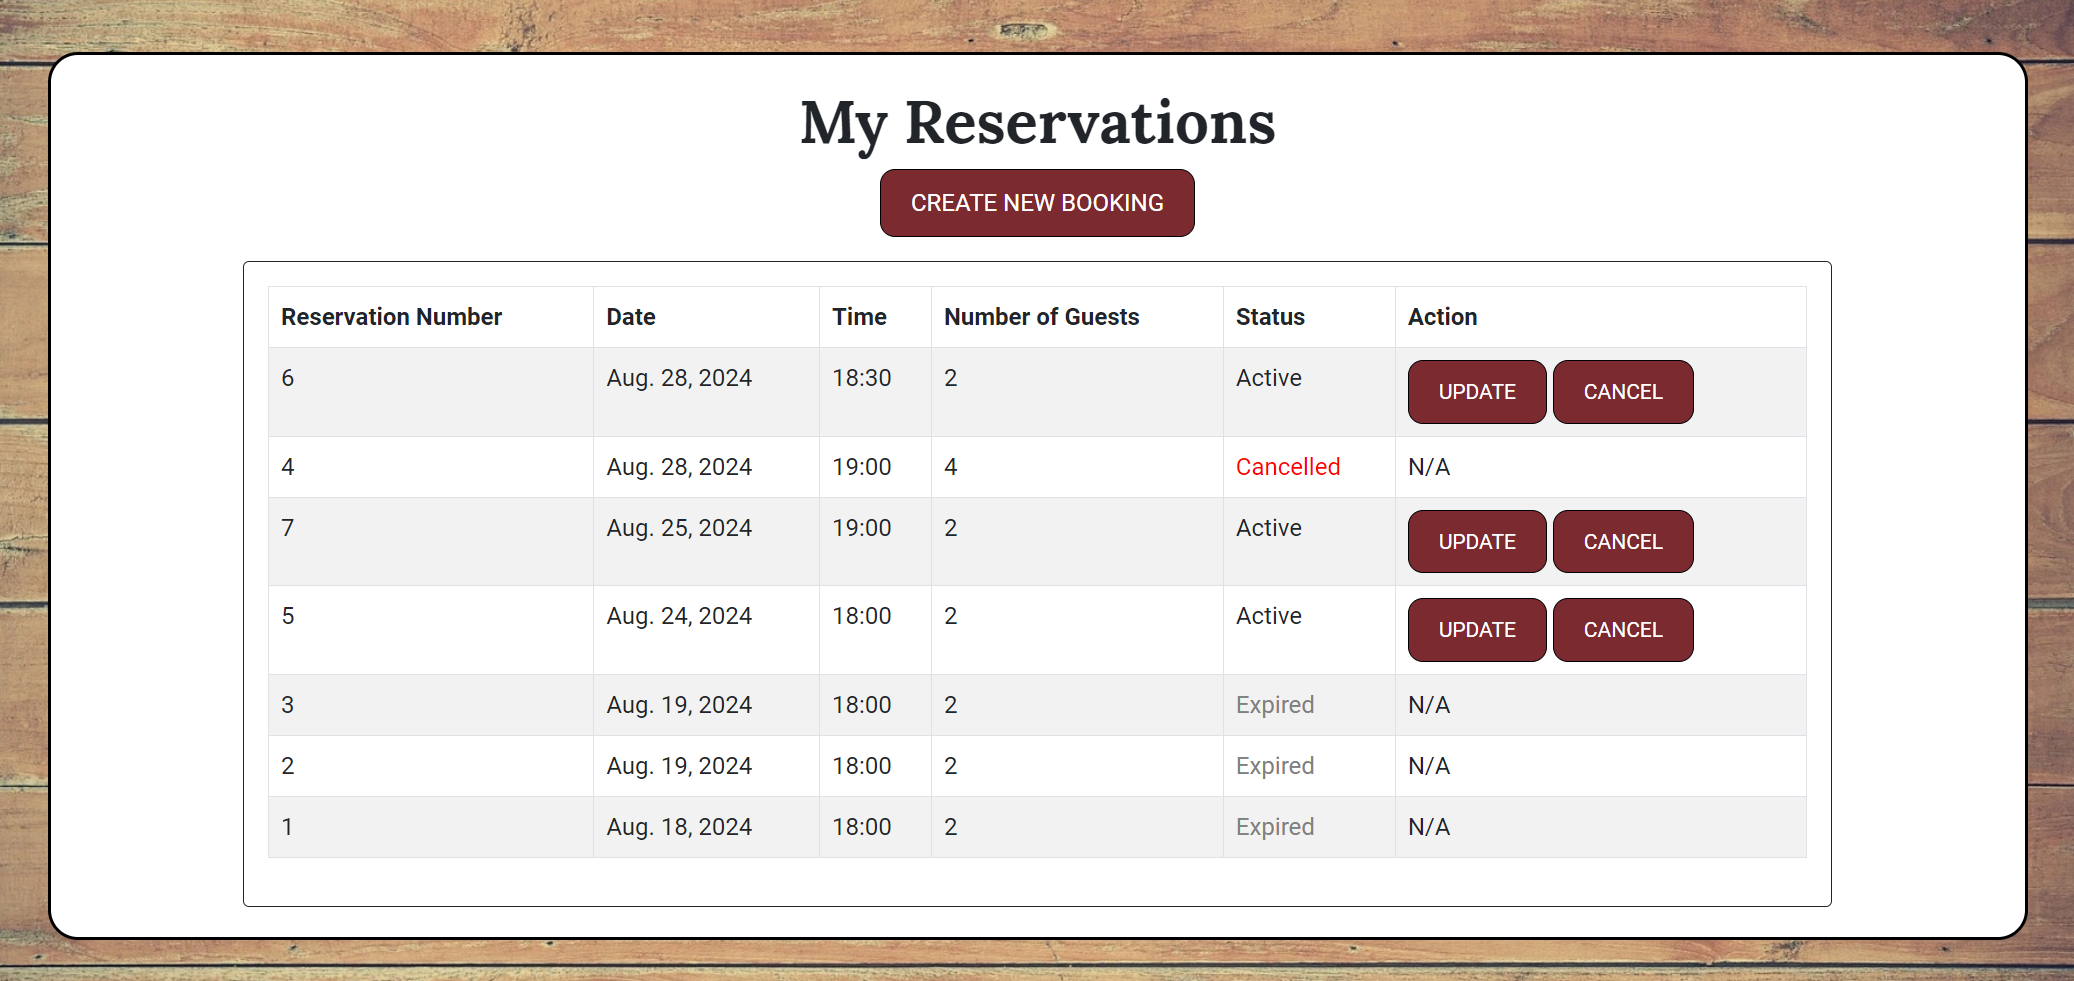 My Reservations
CREATE NEW BOOKING
Reservation Number Date Time Number of Guests Status Action
6 Aug. 28, 2024 18:30 2 Active UPDATE CANCEL
4 Aug. 28, 2024 19:00 4 Cancelled N/A
7 Aug. 25, 2024 19:00 2 Active UPDATE CANCEL
5 Aug. 24, 2024 18:00 2 Active UPDATE CANCEL
3 Aug. 19, 2024 18:00 2 Expired N/A
2 Aug. 19, 2024 18:00 2 Expired N/A
1 Aug. 18, 2024 18:00 2 Expired N/A